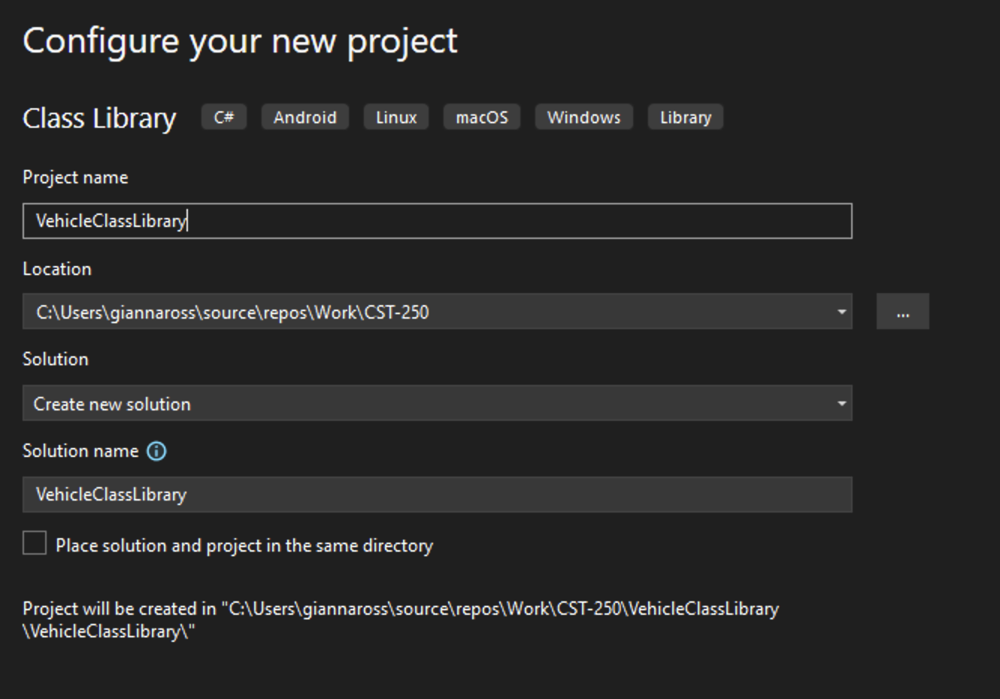 Configure your new project
Class Library C# Android Linux macOS Windows Library
Project name
VehicleClassLibrary
Location
C:\Users\giannaross\source\repos\Work\CST-250
...
Solution
Create new solution
Solution name
VehicleClassLibrary
Place solution and project in the same directory
Project will be created in "C:\Users\giannaross\source\repos\Work\CST-250\VehicleClassLibrary
\VehicleClassLibrary\"